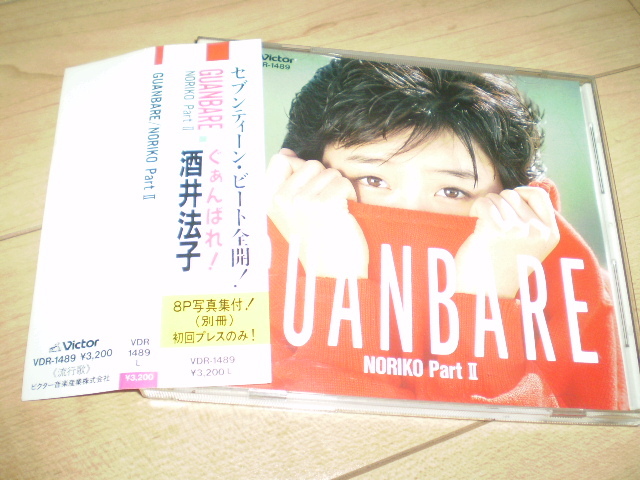 GUANBARE/NORIKO Part II
Victor
VDR-1489 ¥3,200
(流行歌)
ビクター音楽産業株式会社
GUANBARE
NORIKO Part II
ぐぁんばれ!
酒井法子
VDR
1489
L
¥3,200
セブンティーン・ビート全開!
8P写真集付!
(別冊)
初回プレスのみ!
VDR-1489
¥3,200 L
Victor
VDR-1489
GUANBARE
NORIKO Part II